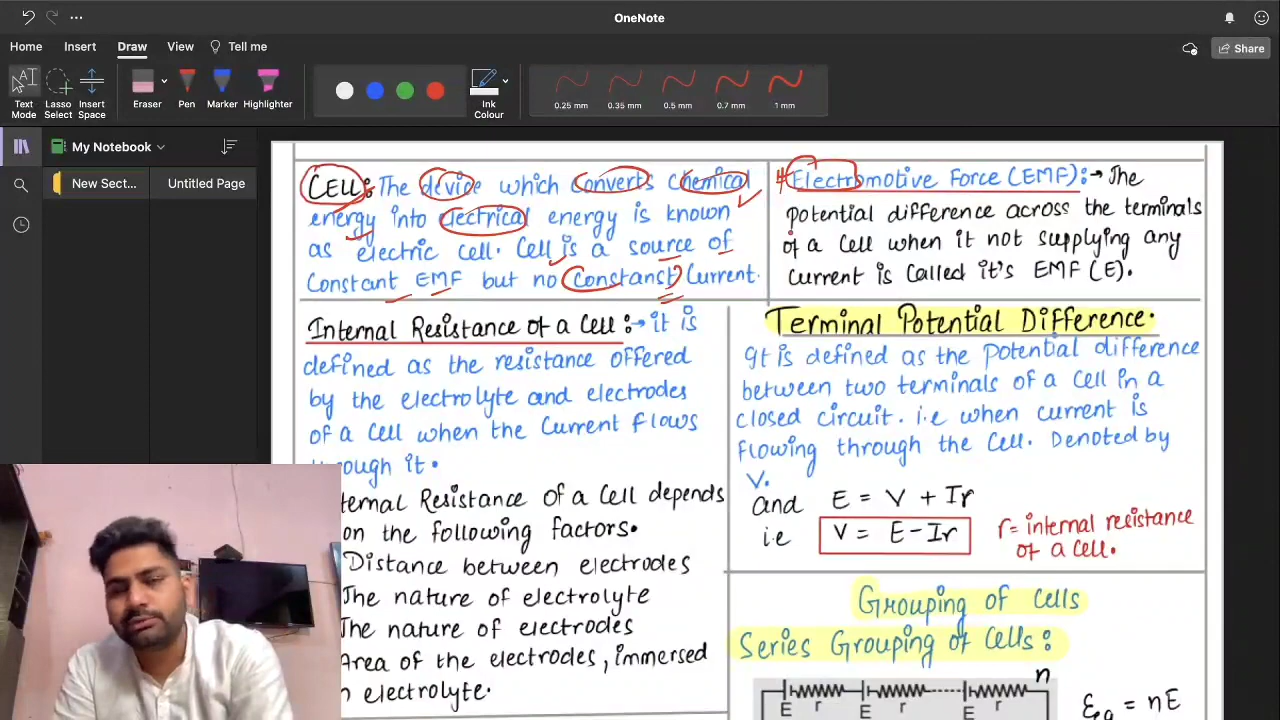 OneNote
Home Insert Draw View Tell me
Share
Text Mode
Lasso Select
Insert Space
Eraser
Pen
Marker
Highlighter
Ink Colour
0.25 mm 0.35 mm 0.5 mm 0.7 mm 1 mm
My Notebook
New Sect... Untitled Page
CELL: The device which converts chemical
energy into electrical energy is known
as electric cell. Cell is a source of
Constant EMF but no Constanst Current.
# Electromotive Force (EMF):→ The
potential difference across the terminals
of a Cell when it not supplying any
current is called it's EMF (E).
Internal Resistance of a Cell:→ it is
defined as the resistance offered
by the electrolyte and electrodes
of a cell when the Current flows
through it.
ternal Resistance of a Cell depends
on the following factors.
Distance between electrodes
The nature of electrolyte
The nature of electrodes
Area of the electrodes, immersed
n electrolyte.
Terminal Potential Difference.
It is defined as the potential difference
between two terminals of a Cell in a
closed circuit. i.e when current is
flowing through the Cell. Denoted by
V.
and E = V + Ir
i.e V = E - Ir
r= internal resistance
of a cell.
Grouping of cells
Series Grouping of Cells:
n
E r E r E r
εeq = nE